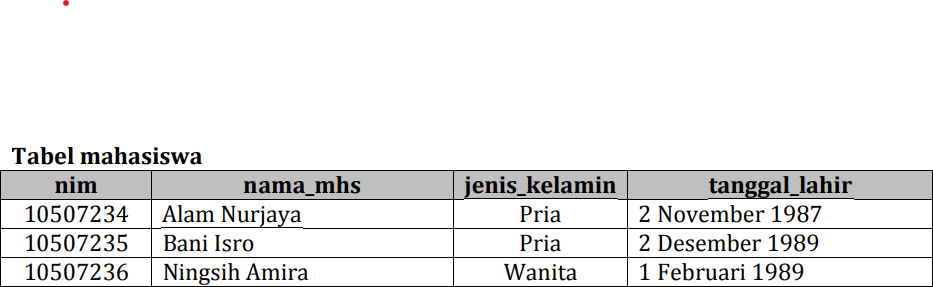 Tabel mahasiswa
nim nama_mhs jenis_kelamin tanggal_lahir
10507234 Alam Nurjaya Pria 2 November 1987
10507235 Bani Isro Pria 2 Desember 1989
10507236 Ningsih Amira Wanita 1 Februari 1989